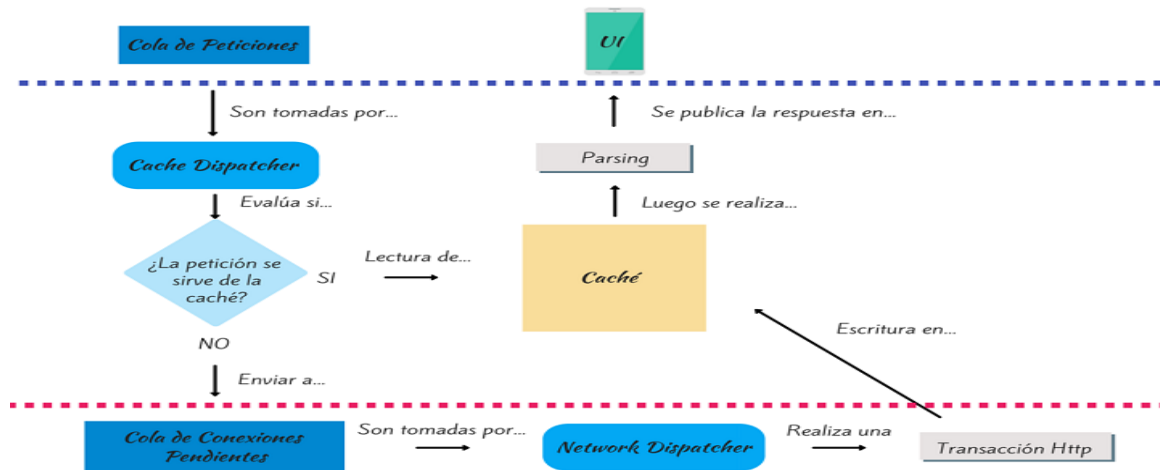 Cola de Peticiones
UI
Son tomadas por...
Se publica la respuesta en...
Cache Dispatcher
Parsing
Evalúa si...
Luego se realiza...
¿La petición se
sirve de la
caché?
SI
Lectura de...
Caché
NO
Escritura en...
Enviar a...
Cola de Conexiones
Pendientes
Son tomadas por...
Network Dispatcher
Realiza una
Transacción Http